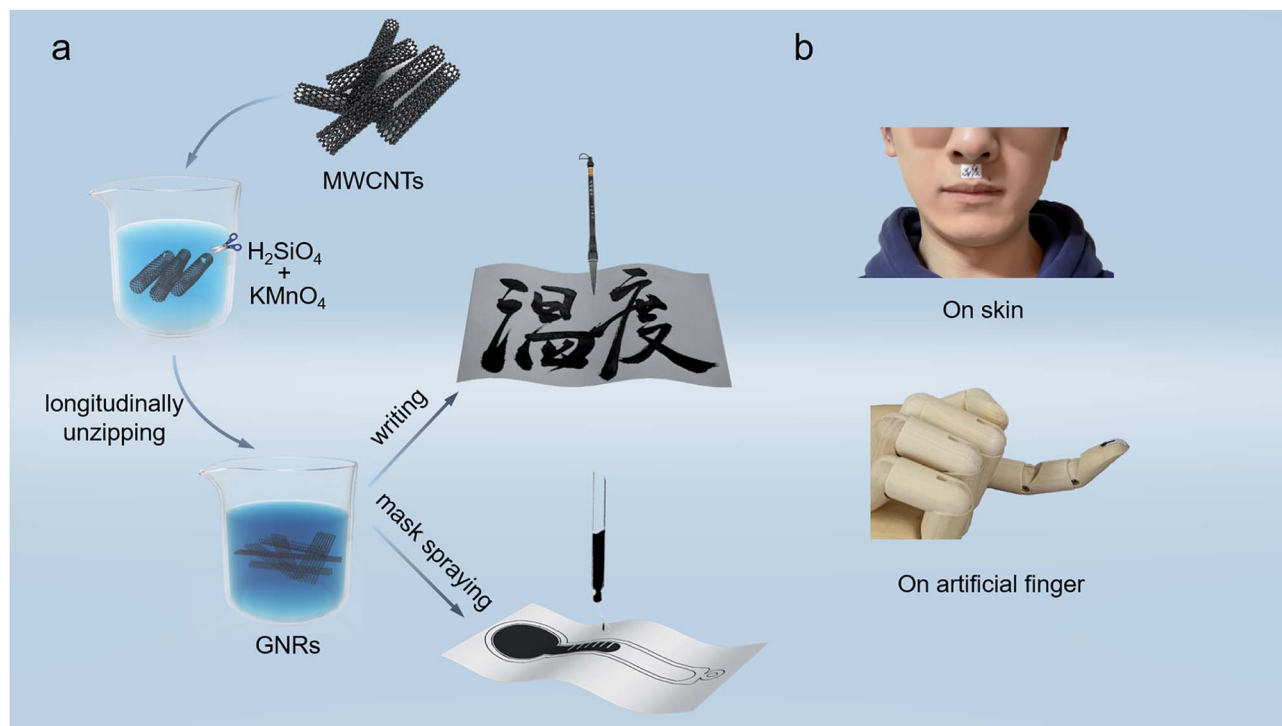 a
MWCNTs
H₂SiO₄
+
KMnO₄
longitudinally
unzipping
GNRs
writing
温度
mask spraying
b
On skin
On artificial finger